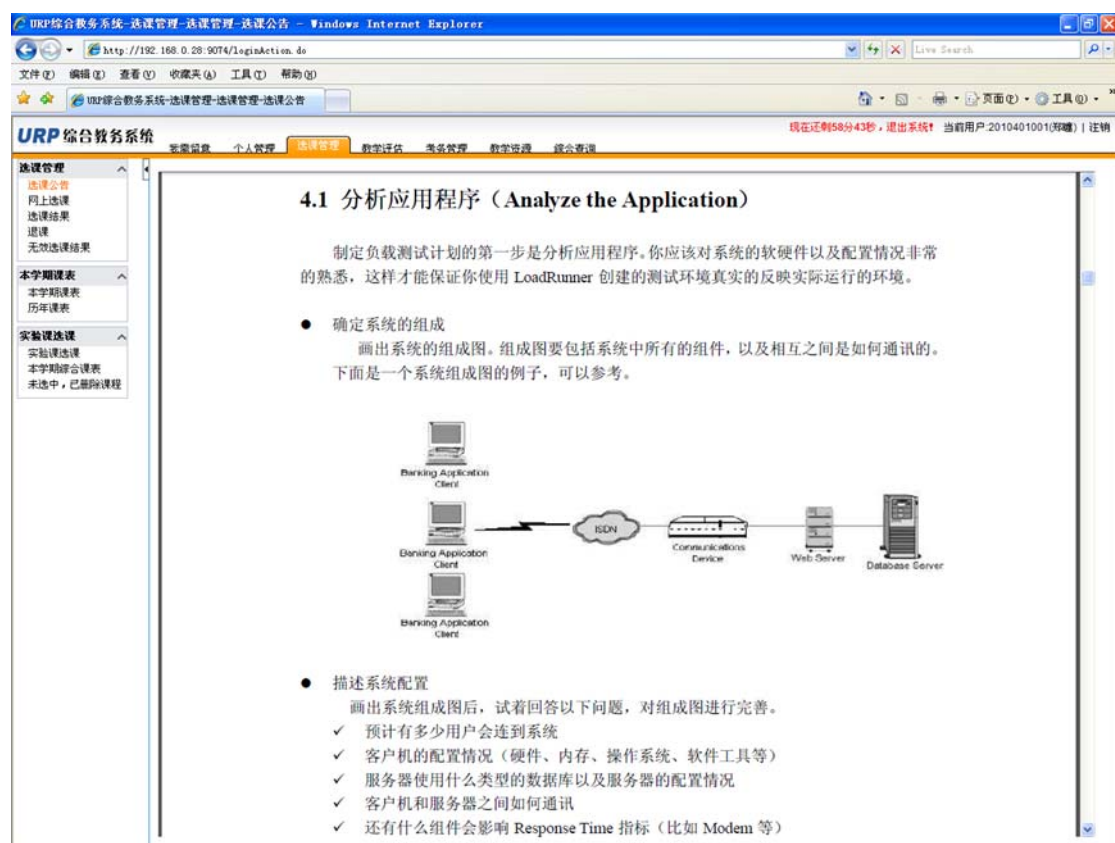 URP综合教务系统-选课管理-选课管理-选课公告 - Windows Internet Explorer
http://192.168.0.28:9074/loginAction.do
Live Search
文件(F) 编辑(E) 查看(V) 收藏夹(A) 工具(T) 帮助(H)
URP综合教务系统-选课管理-选课管理-选课公告
页面(P) 工具(O)
URP 综合教务系统
现在还剩58分43秒，退出系统! 当前用户:2010401001 | 注销
我要留意 个人管理 选课管理 教学评估 考务管理 教学资源 综合查询
选课管理
选课公告
网上选课
选课结果
退课
无效选课结果
本学期课表
本学期课表
历年课表
实验课选课
实验课选课
本学期综合课表
未选中，已删除课程
4.1 分析应用程序（Analyze the Application）
制定负载测试计划的第一步是分析应用程序。你应该对系统的软硬件以及配置情况非常
的熟悉，这样才能保证你使用 LoadRunner 创建的测试环境真实的反映实际运行的环境。
● 确定系统的组成
画出系统的组成图。组成图要包括系统中所有的组件，以及相互之间是如何通讯的。
下面是一个系统组成图的例子，可以参考。
Banking Application
Client
Banking Application
Client
ISDN
Communications
Device
Web Server
Database Server
Banking Application
Client
● 描述系统配置
画出系统组成图后，试着回答以下问题，对组成图进行完善。
✓ 预计有多少用户会连到系统
✓ 客户机的配置情况（硬件、内存、操作系统、软件工具等）
✓ 服务器使用什么类型的数据库以及服务器的配置情况
✓ 客户机和服务器之间如何通讯
✓ 还有什么组件会影响 Response Time 指标（比如 Modem 等）